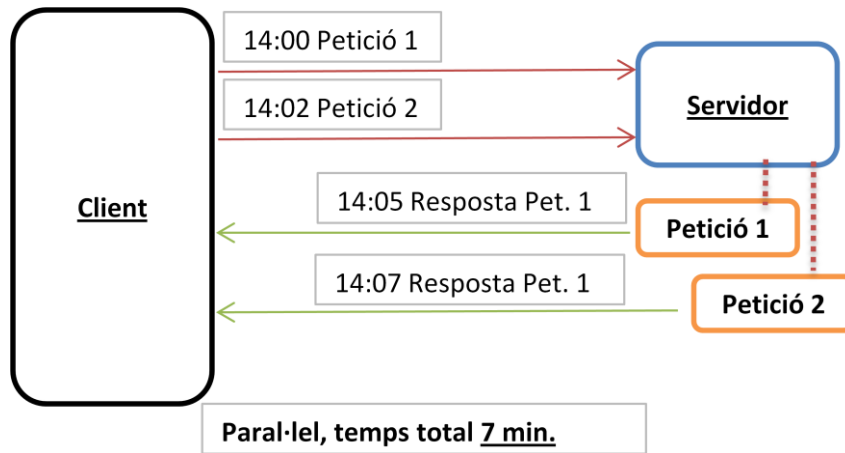 14:00 Petició 1
14:02 Petició 2
Servidor
Client
14:05 Resposta Pet. 1
Petició 1
14:07 Resposta Pet. 1
Petició 2
Paral·lel, temps total 7 min.